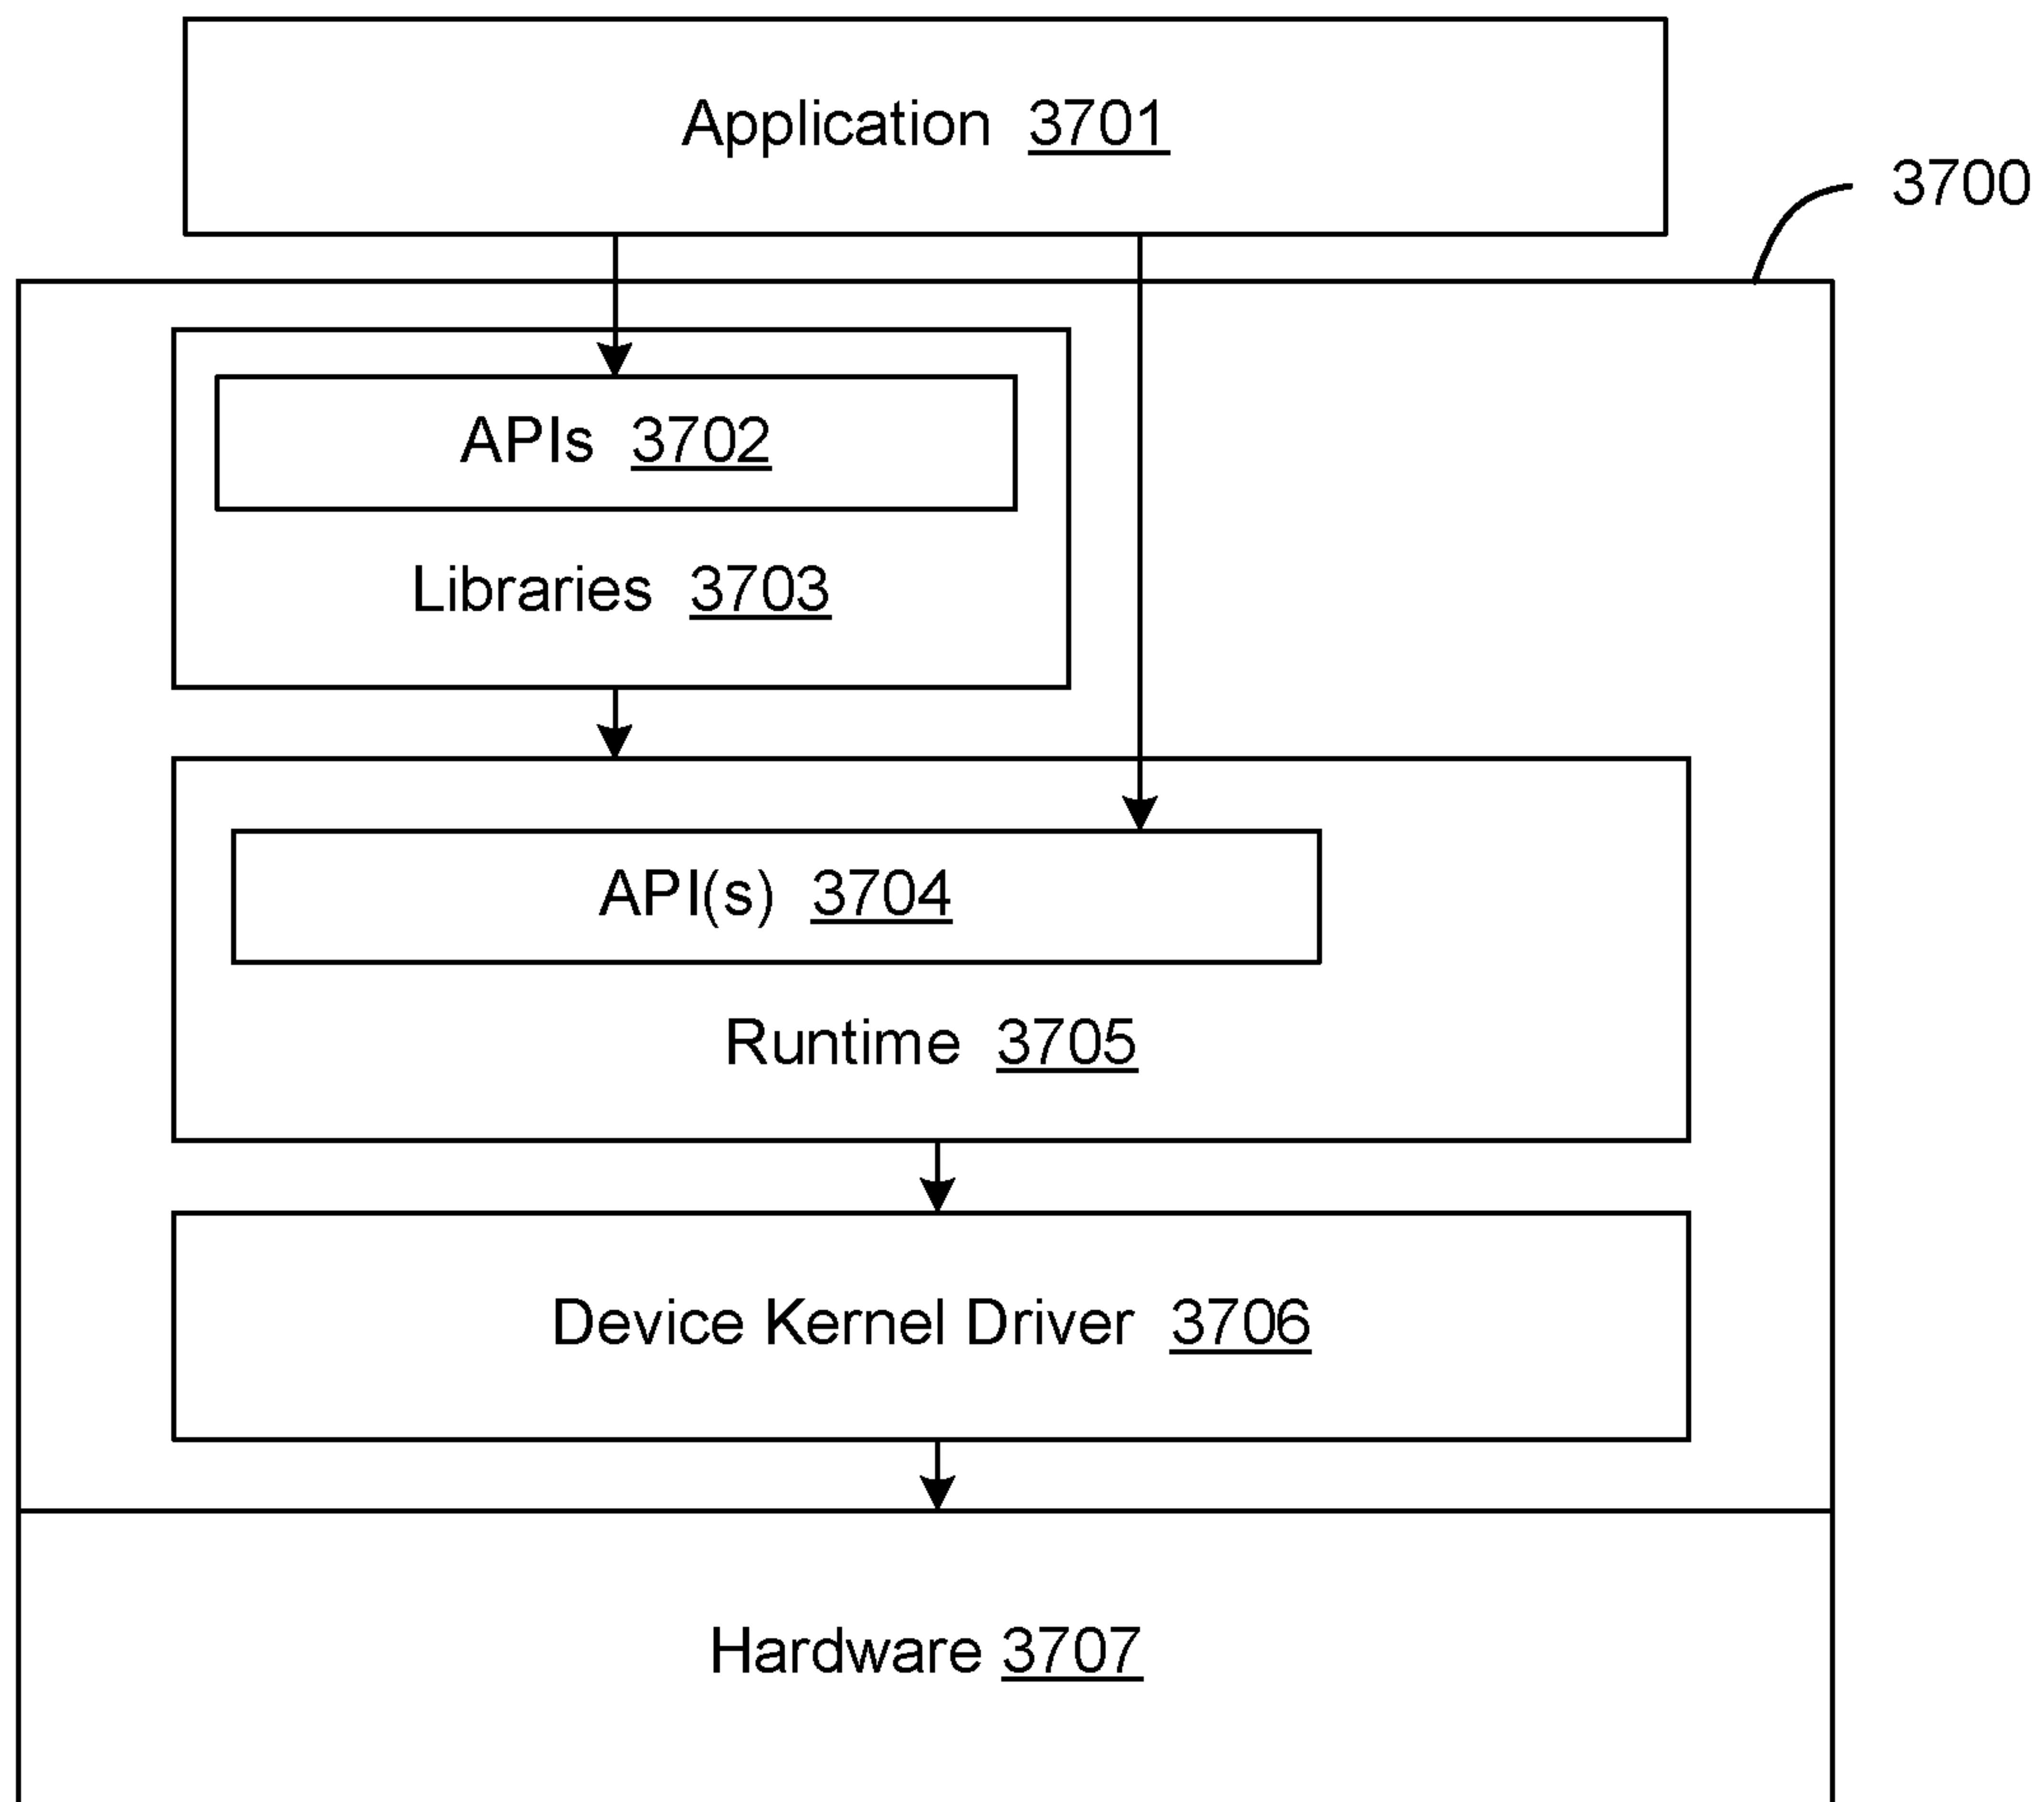 Application 3701
3700
APIs 3702
Libraries 3703
API(s) 3704
Runtime 3705
Device Kernel Driver 3706
Hardware 3707